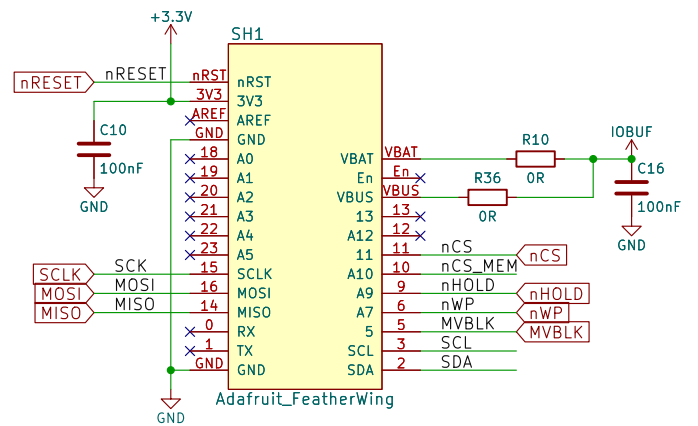 +3.3V
SH1
nRESET
nRESET
nRST
nRST
3V3
3V3
AREF
AREF
GND
GND
18
A0
19
A1
20
A2
21
A3
22
A4
23
A5
SCLK
SCK
15
SCLK
MOSI
MOSI
16
MOSI
MISO
MISO
14
MISO
0
RX
1
TX
GND
GND
C10
100nF
GND
GND
VBAT
VBAT
R10
0R
IOBUF
En
En
VBUS
VBUS
R36
0R
C16
100nF
GND
13
13
A12
12
11
11
nCS
nCS
A10
10
nCS_MEM
A9
9
nHOLD
nHOLD
A7
6
nWP
nWP
5
5
MVBLK
MVBLK
SCL
3
SCL
SDA
2
SDA
Adafruit_FeatherWing